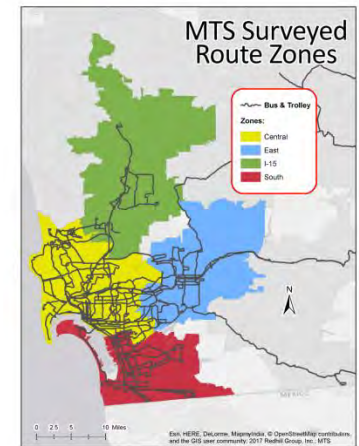 MTS Surveyed
Route Zones
Bus & Trolley
Zones:
Central
East
I-15
South
N
MEXICO
0 2.5 5 10 Miles
Esri, HERE, DeLorme, MapmyIndia, © OpenStreetMap contributors,
and the GIS user community; 2017 Redhill Group, Inc.; MTS